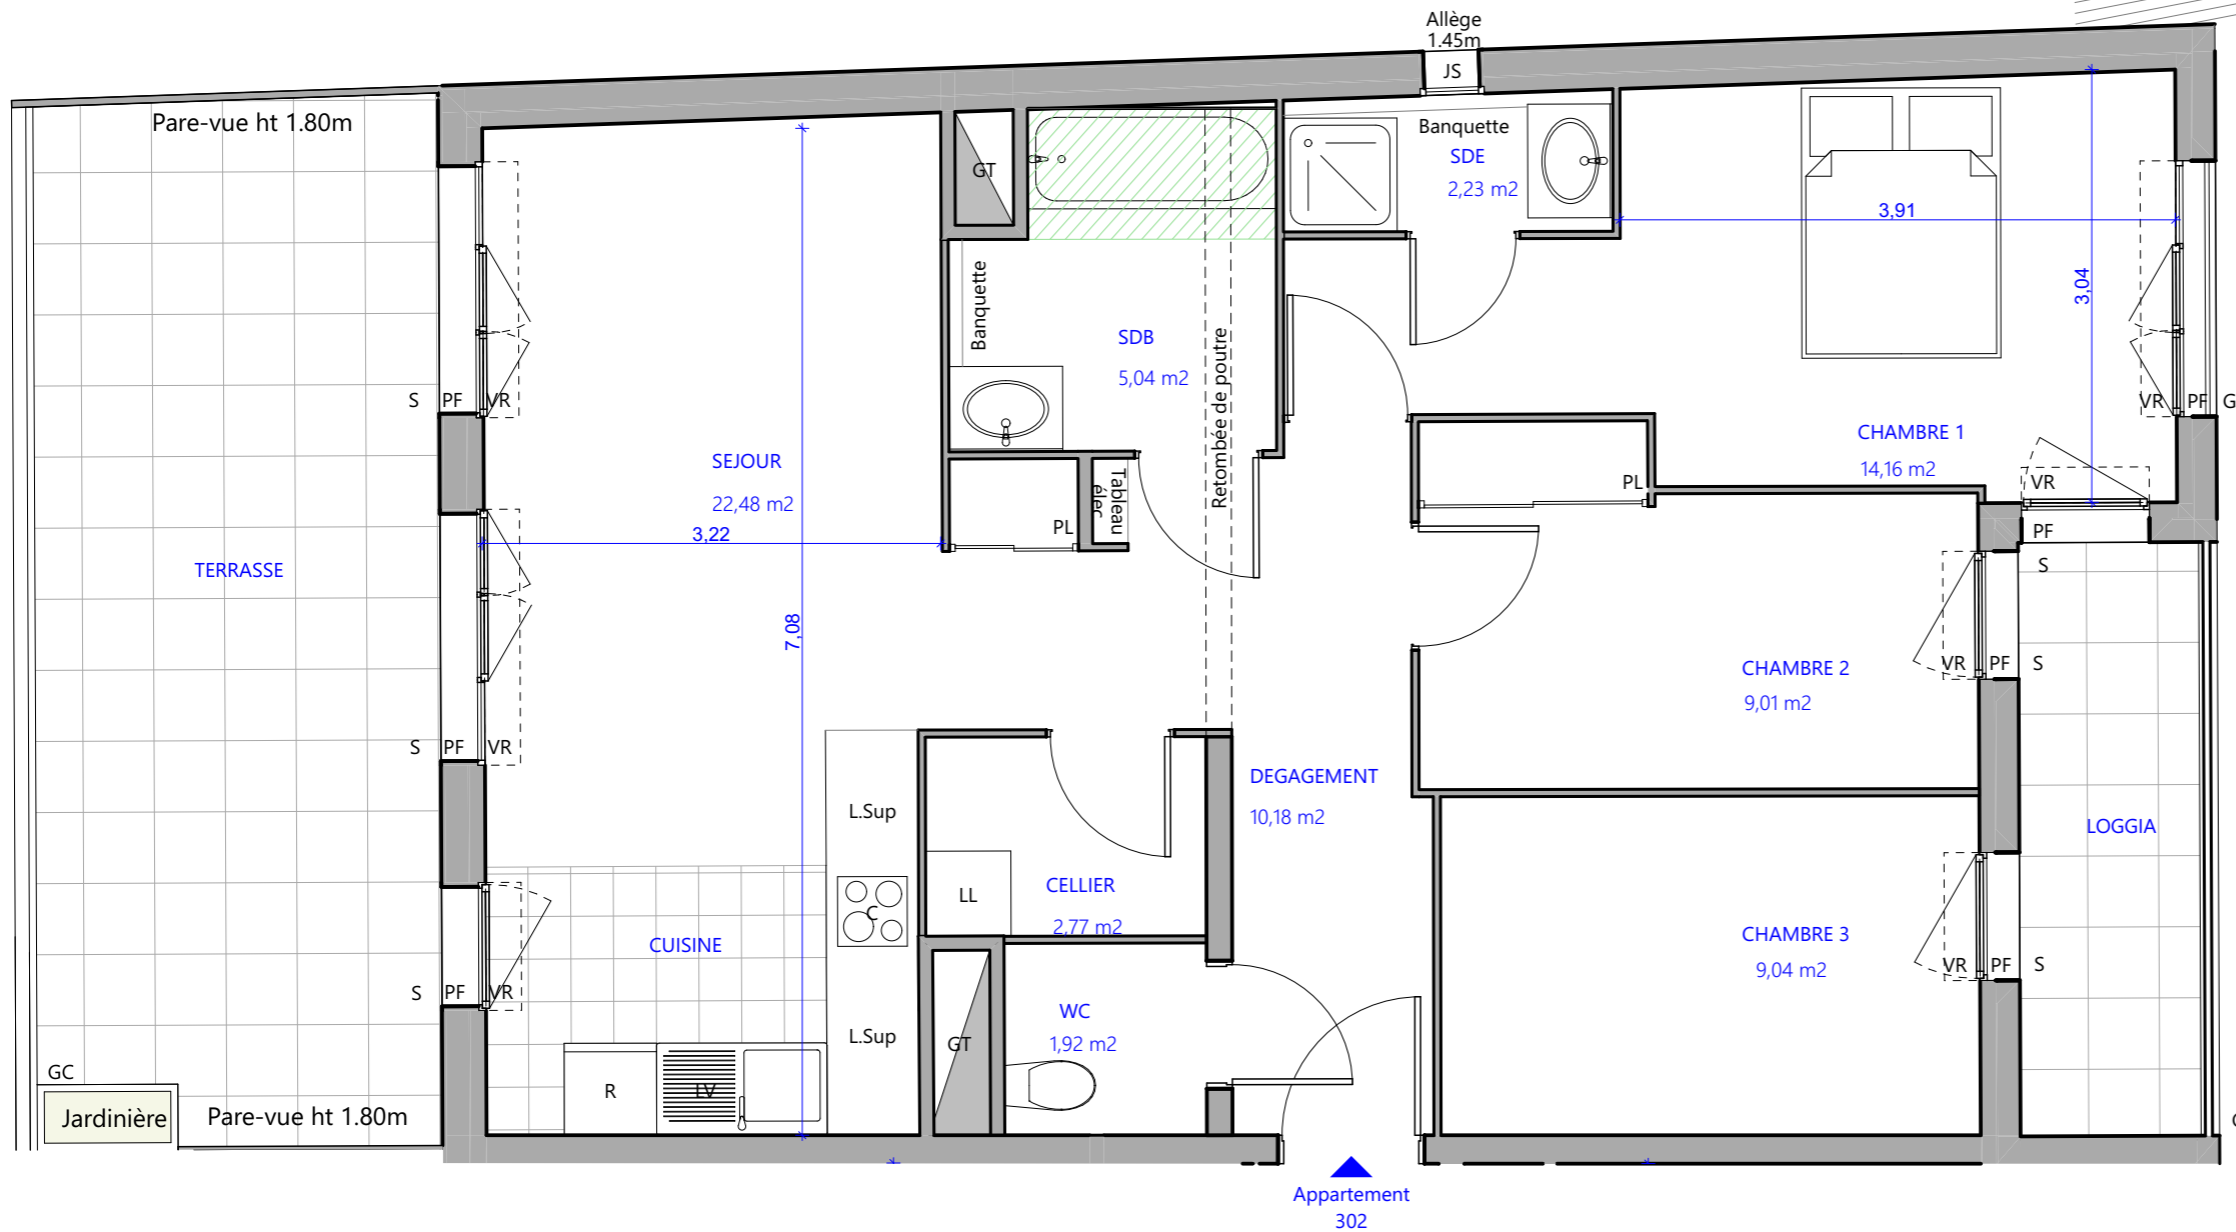 Allège
1.45m
JS
Pare-vue ht 1.80m
Banquette
SDE
2,23 m2
GT
3,91
3,04
Banquette
SDB
5,04 m2
Retombée de poutre
S PF VR
VR PF G
CHAMBRE 1
14,16 m2
SEJOUR
22,48 m2
3,22
PL
Tableau
élec
PL
VR
PF
S
TERRASSE
7,08
CHAMBRE 2
9,01 m2
VR PF S
S PF VR
DEGAGEMENT
10,18 m2
L.Sup
C
LL
CELLIER
2,77 m2
LOGGIA
CUISINE
CHAMBRE 3
9,04 m2
VR PF S
S PF VR
WC
1,92 m2
L.Sup
GT
GC
R
LV
Jardinière
Pare-vue ht 1.80m
Appartement
302